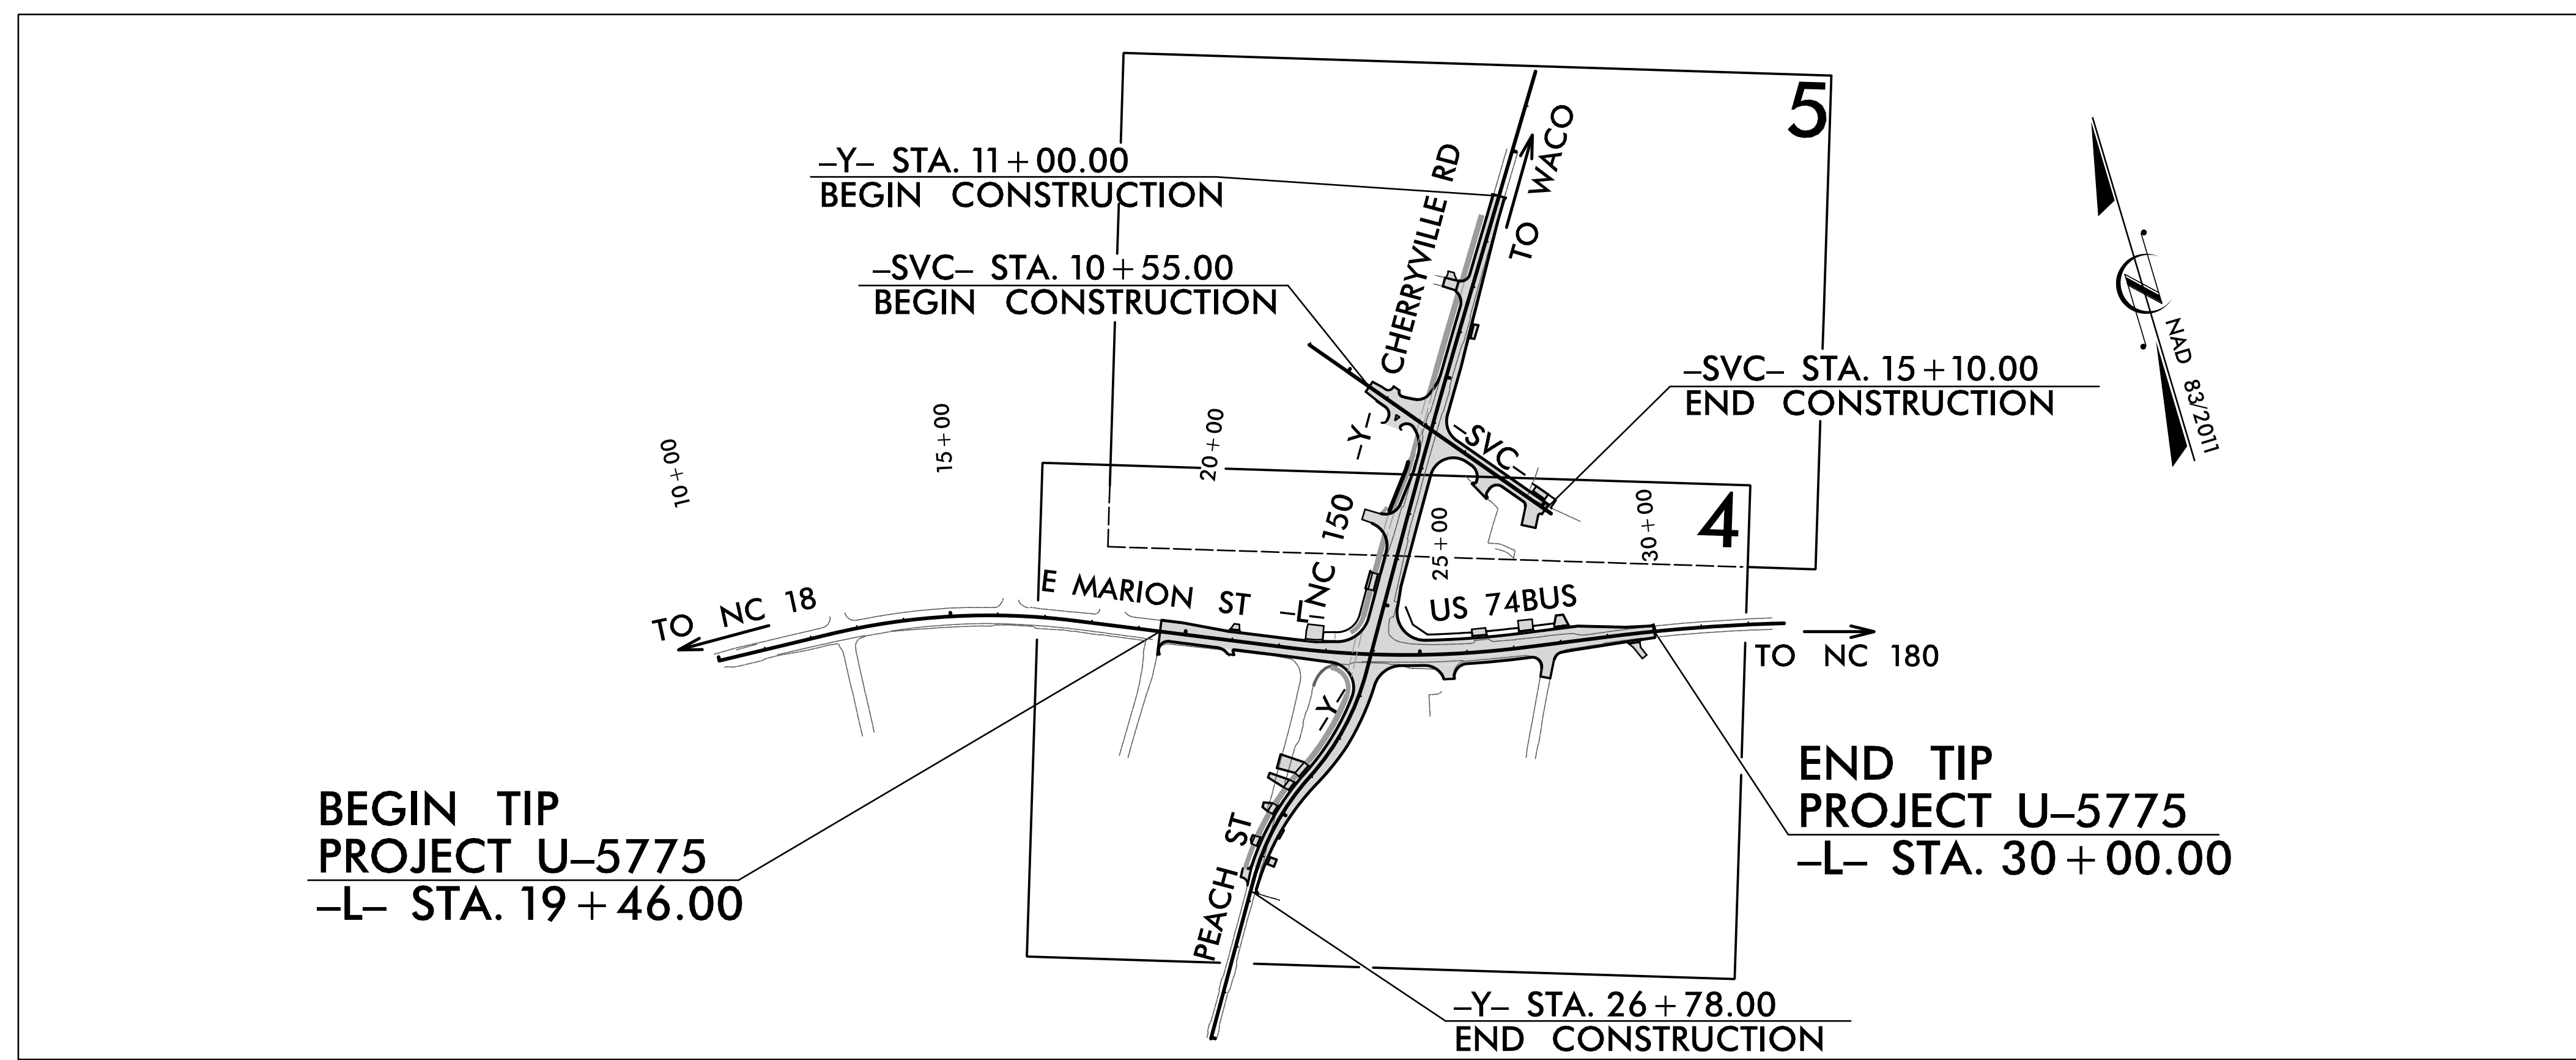 5
–Y– STA. 11+00.00
BEGIN CONSTRUCTION
–SVC– STA. 10+55.00
BEGIN CONSTRUCTION
CHERRYVILLE RD
TO WACO
NAD 83/2011
–SVC– STA. 15+10.00
END CONSTRUCTION
–Y–
–SVC–
10+00
15+00
20+00
25+00
30+00
4
NC 150
E MARION ST –L–
US 74BUS
TO NC 18
TO NC 180
–Y–
PEACH ST
BEGIN TIP
PROJECT U–5775
–L– STA. 19+46.00
END TIP
PROJECT U–5775
–L– STA. 30+00.00
–Y– STA. 26+78.00
END CONSTRUCTION